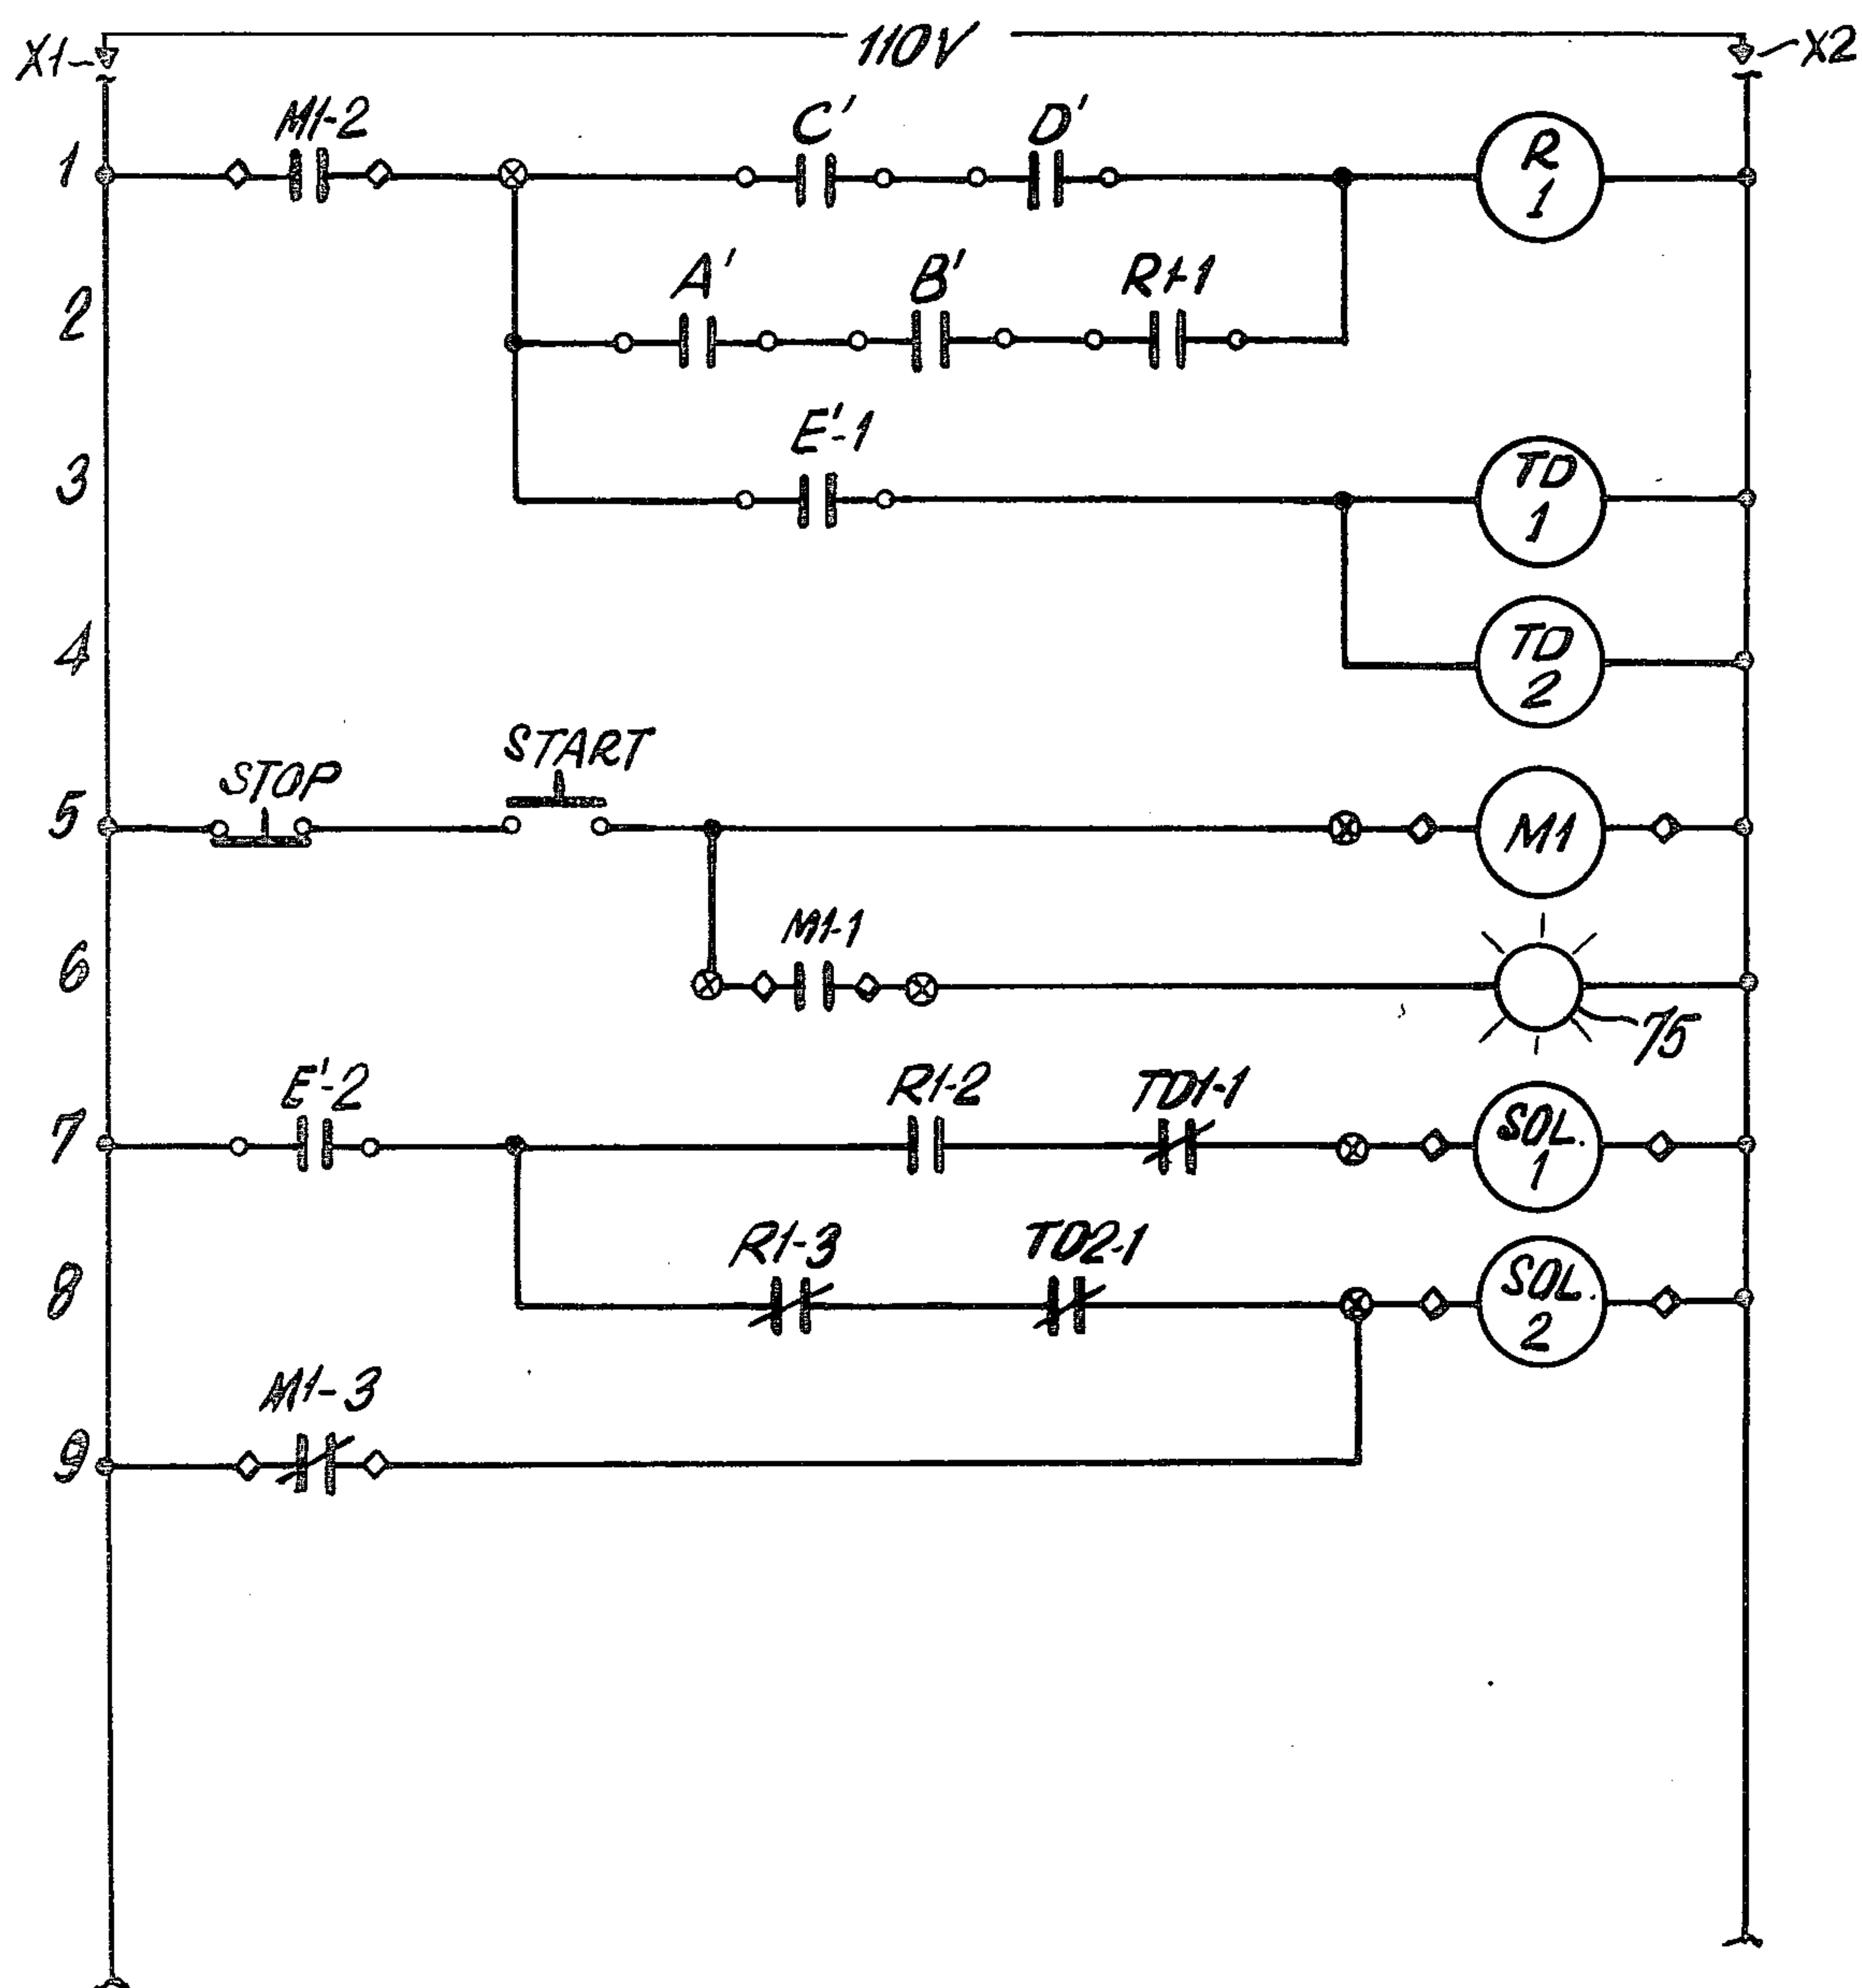 110V
X1
X2
M1-2
C'
D'
1
R
1
A'
B'
R1-1
2
E'-1
3
TD
1
4
TD
2
STOP
START
5
M1
M1-1
6
75
E'-2
R1-2
TD1-1
7
SOL.
1
R1-3
TD2-1
8
SOL.
2
M1-3
9